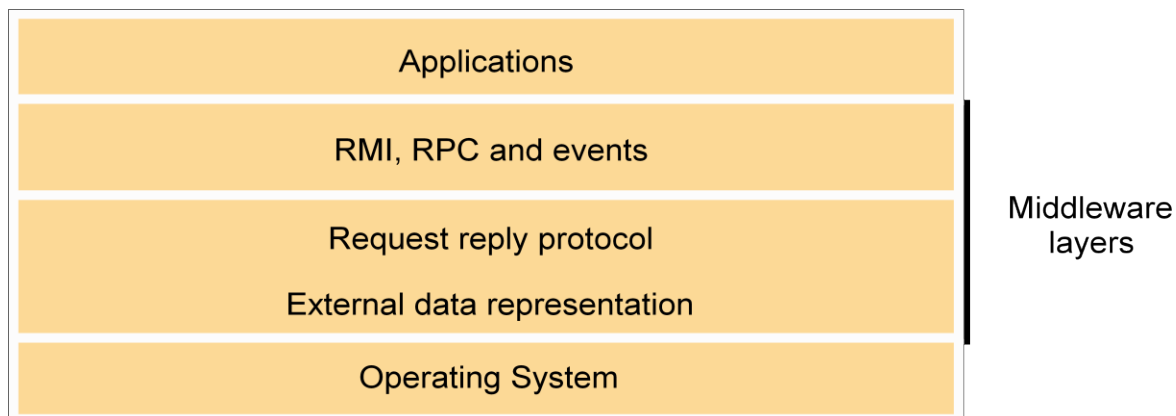 Applications
RMI, RPC and events
Middleware
layers
Request reply protocol
External data representation
Operating System